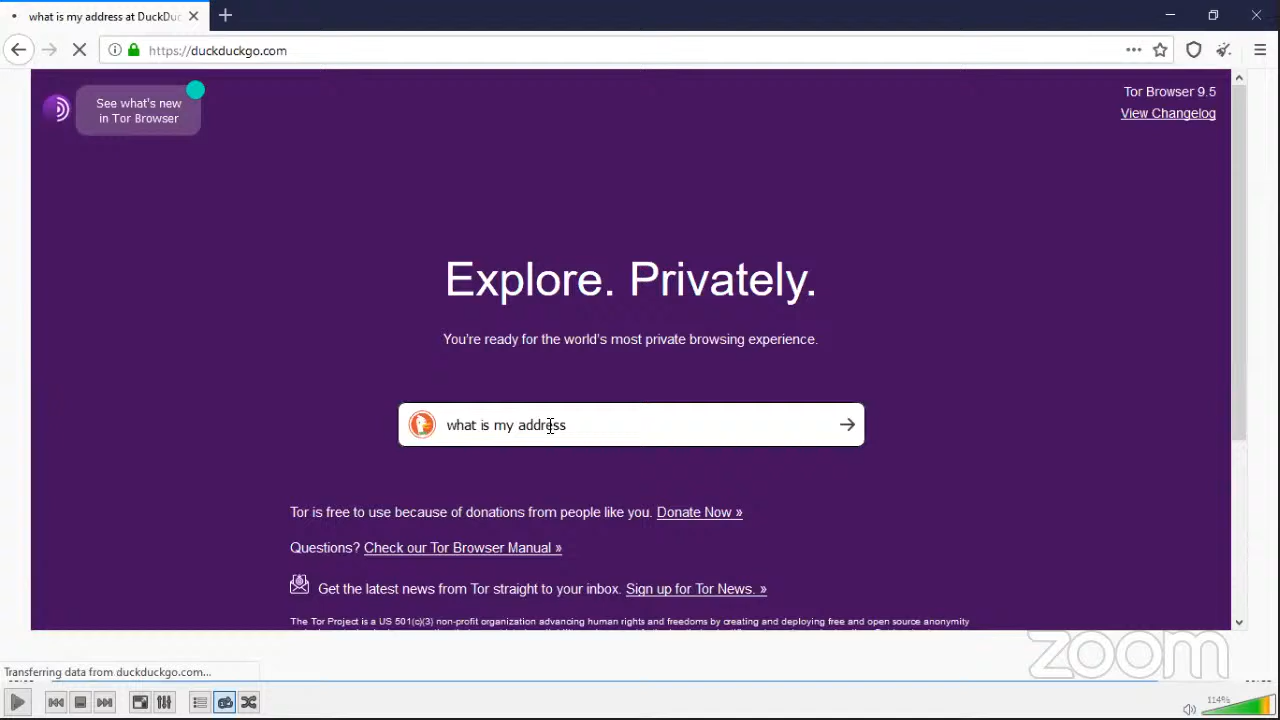 what is my address at DuckDuc
https://duckduckgo.com
See what's new
in Tor Browser
Tor Browser 9.5
View Changelog
Explore. Privately.
You're ready for the world's most private browsing experience.
what is my address
Tor is free to use because of donations from people like you. Donate Now »
Questions? Check our Tor Browser Manual »
Get the latest news from Tor straight to your inbox. Sign up for Tor News. »
The Tor Project is a US 501(c)(3) non-profit organization advancing human rights and freedoms by creating and deploying free and open source anonymity
zoom
Transferring data from duckduckgo.com...
114%